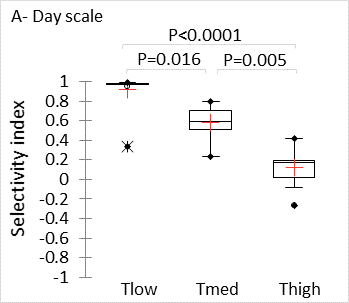 A- Day scale
P<0.0001
P=0.016
P=0.005
Selectivity index
1
0.8
0.6
0.4
0.2
0
-0.2
-0.4
-0.6
-0.8
-1
Tlow Tmed Thigh